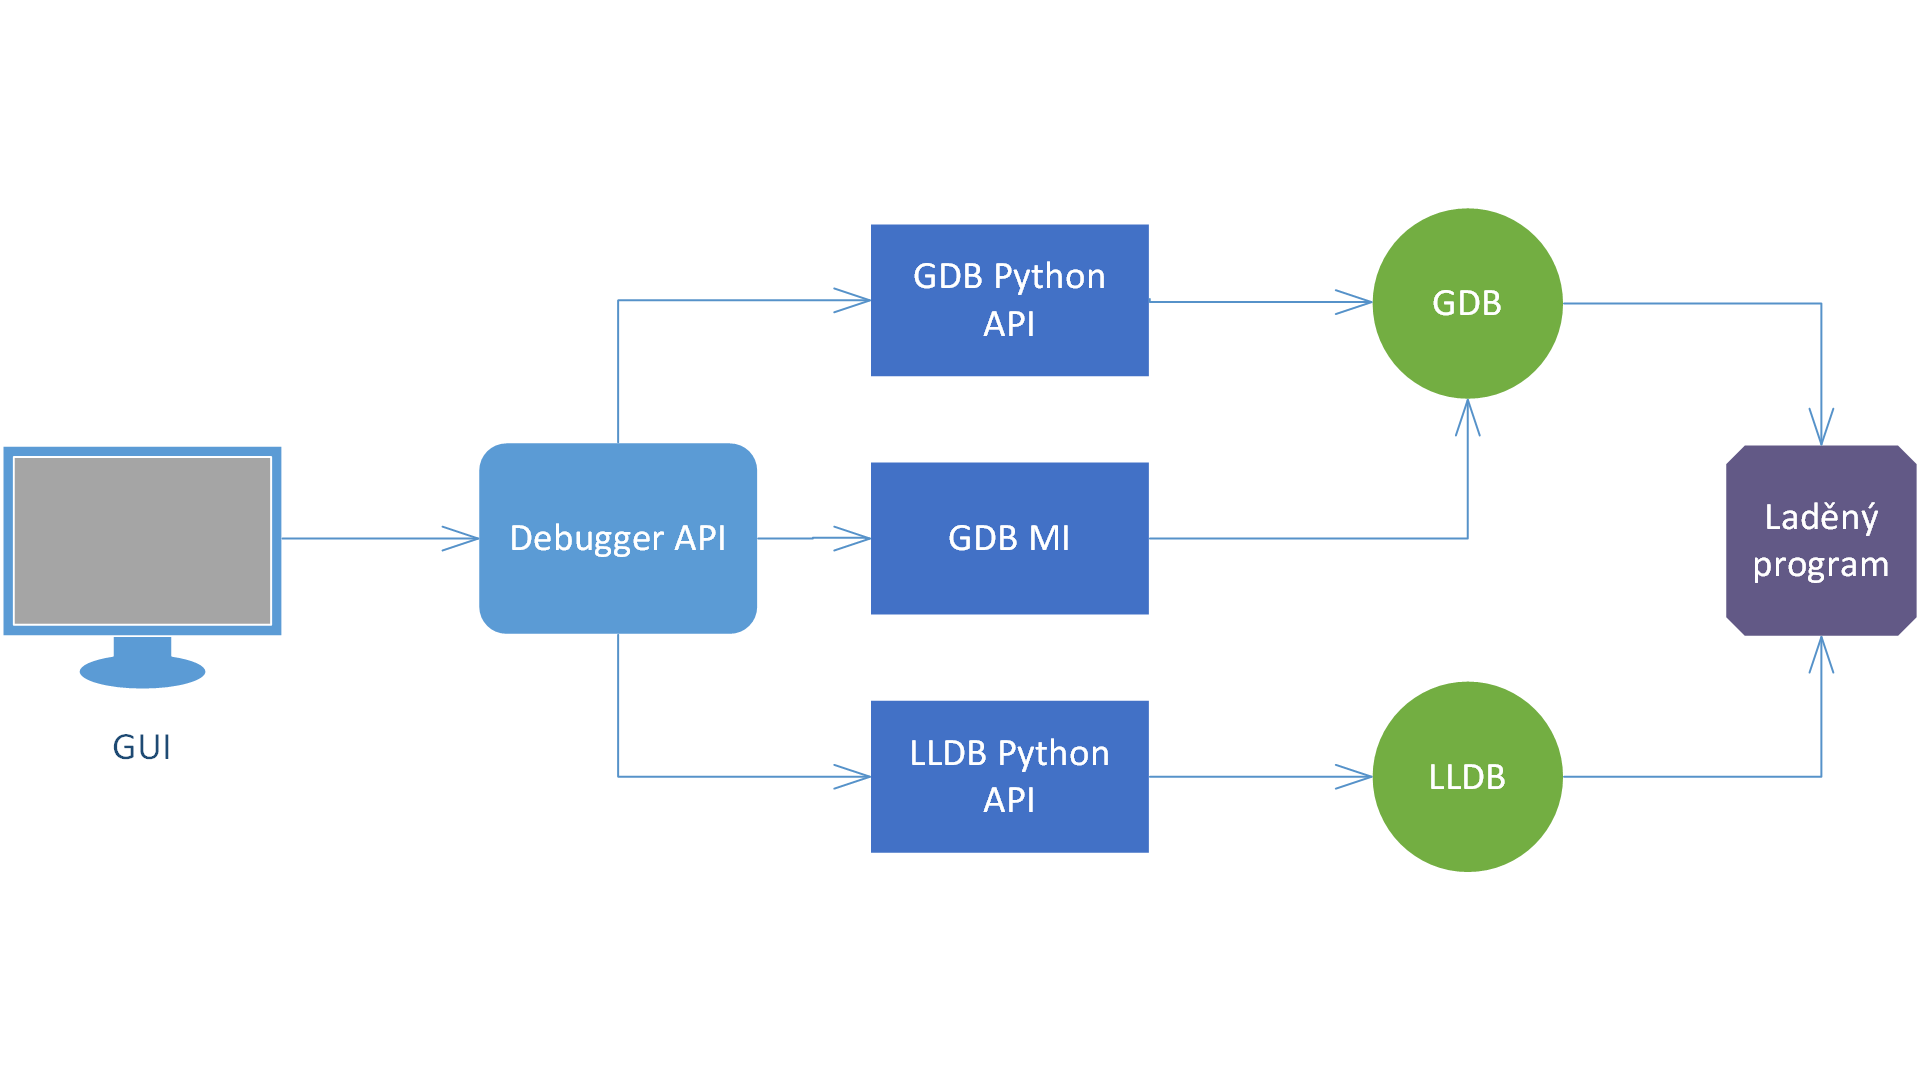 GUI
Debugger API
GDB Python
API
GDB MI
LLDB Python
API
GDB
LLDB
Laděný
program